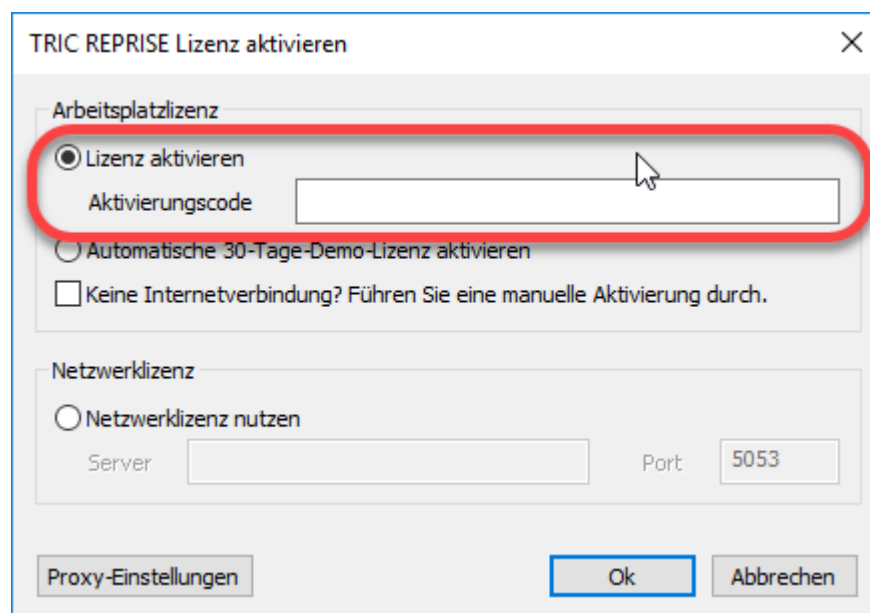 TRIC REPRISE Lizenz aktivieren
Arbeitsplatzlizenz
Lizenz aktivieren
Aktivierungscode
Automatische 30-Tage-Demo-Lizenz aktivieren
Keine Internetverbindung? Führen Sie eine manuelle Aktivierung durch.
Netzwerklizenz
Netzwerklizenz nutzen
Server Port 5053
Proxy-Einstellungen Ok Abbrechen